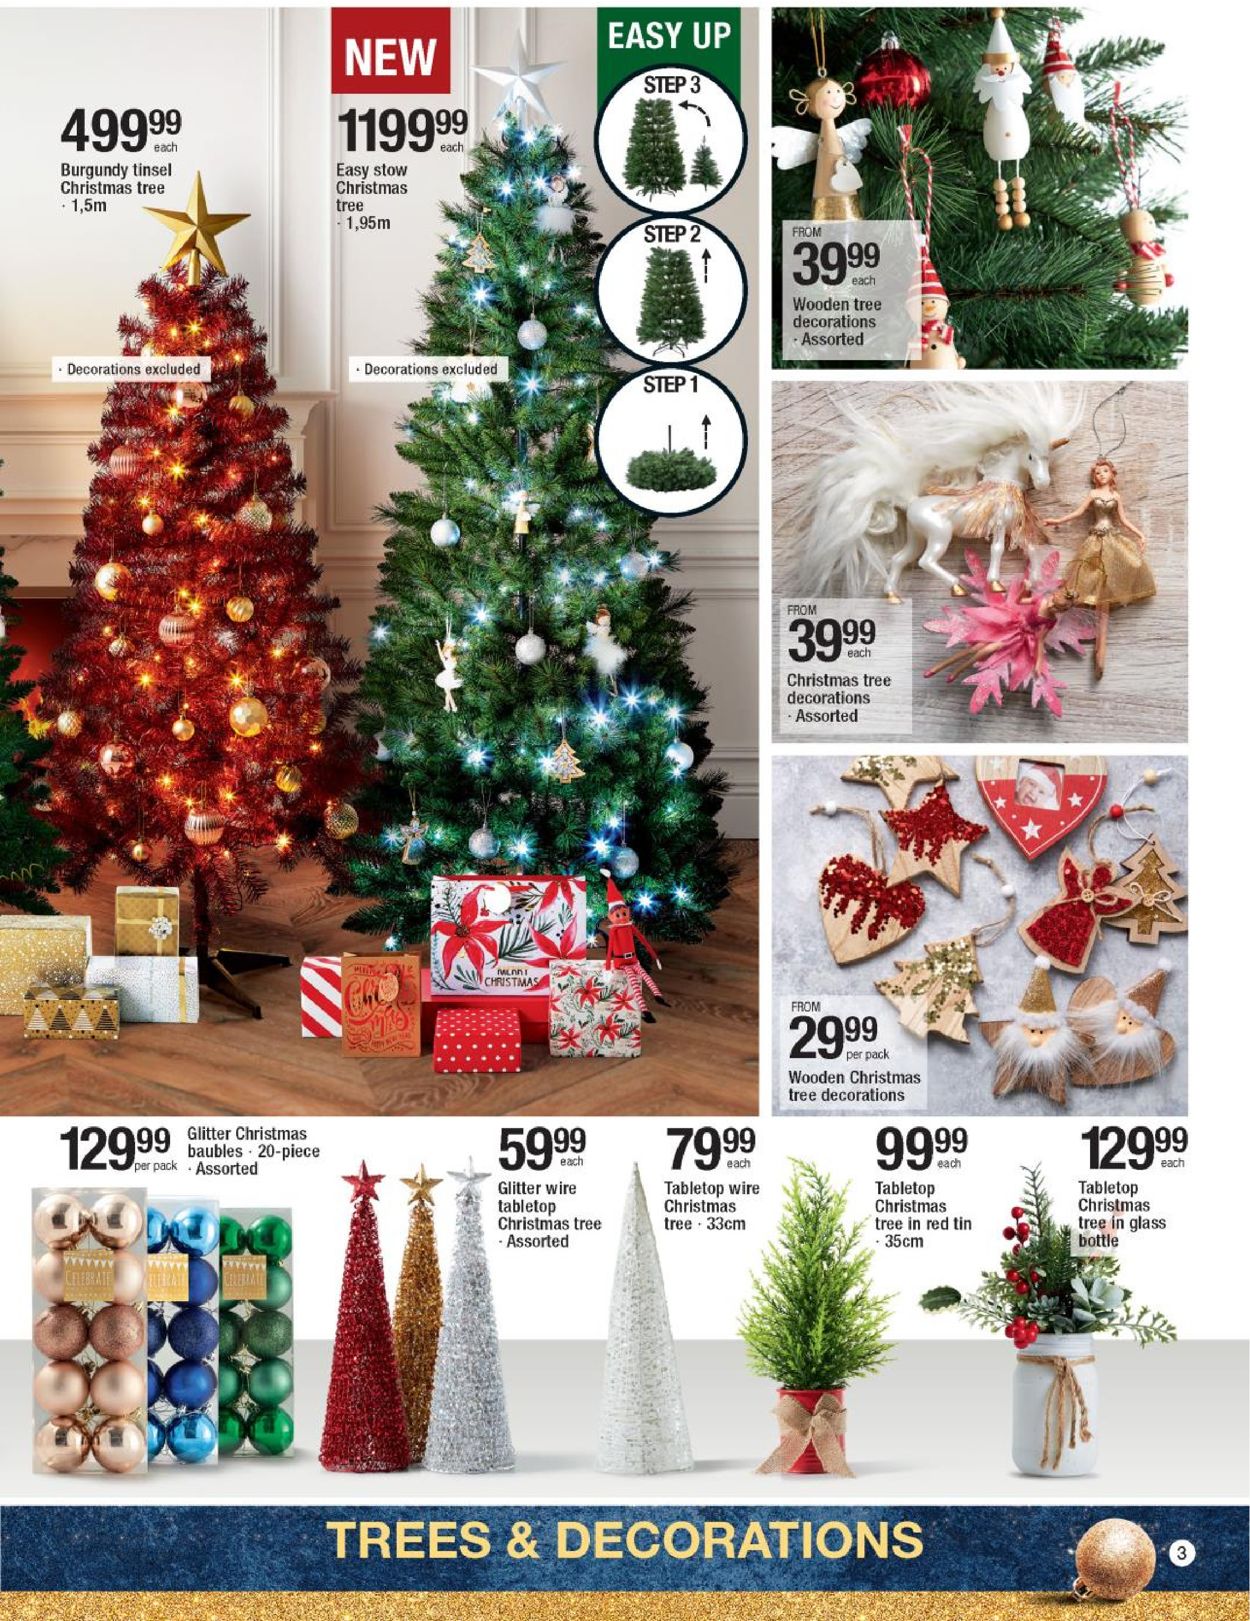 NEW
EASY UP
STEP 3
STEP 2
STEP 1
499 99
each
Burgundy tinsel
Christmas tree
· 1,5m
· Decorations excluded
1199 99
each
Easy stow
Christmas
tree
· 1,95m
· Decorations excluded
MERRY
CHRISTMAS
FROM
39 99
each
Wooden tree
decorations
· Assorted
FROM
39 99
each
Christmas tree
decorations
· Assorted
FROM
29 99
per pack
Wooden Christmas
tree decorations
129 99
per pack
Glitter Christmas
baubles · 20-piece
· Assorted
CELEBRATE
CELEBRATE
CELEBRATE
59 99
each
Glitter wire
tabletop
Christmas tree
· Assorted
79 99
each
Tabletop wire
Christmas
tree · 33cm
99 99
each
Tabletop
Christmas
tree in red tin
· 35cm
129 99
each
Tabletop
Christmas
tree in glass
bottle
TREES & DECORATIONS
3